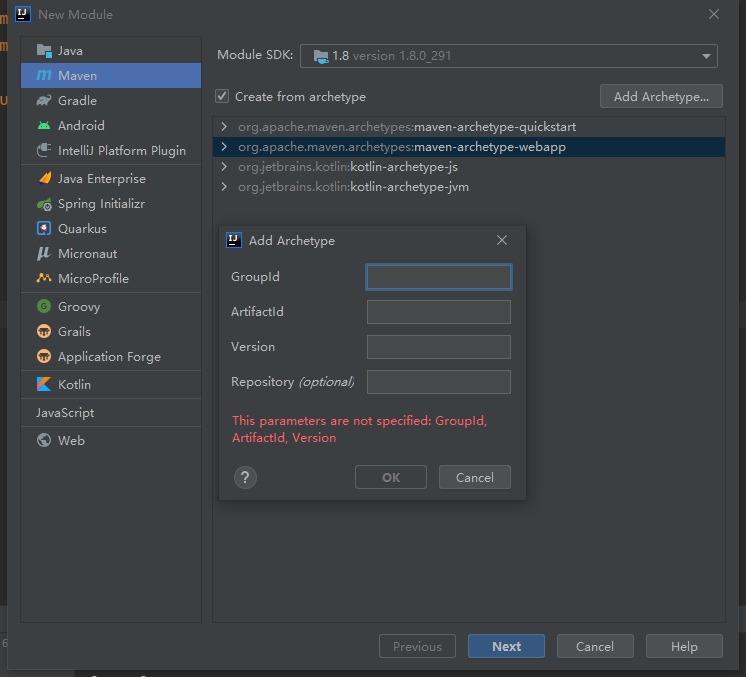 New Module
Java
Maven
Gradle
Android
IntelliJ Platform Plugin
Java Enterprise
Spring Initializr
Quarkus
Micronaut
MicroProfile
Groovy
Grails
Application Forge
Kotlin
JavaScript
Web
Module SDK: 1.8 version 1.8.0_291
Create from archetype Add Archetype...
org.apache.maven.archetypes:maven-archetype-quickstart
org.apache.maven.archetypes:maven-archetype-webapp
org.jetbrains.kotlin:kotlin-archetype-js
org.jetbrains.kotlin:kotlin-archetype-jvm
Add Archetype
GroupId
ArtifactId
Version
Repository (optional)
This parameters are not specified: GroupId,
ArtifactId, Version
? OK Cancel
Previous Next Cancel Help